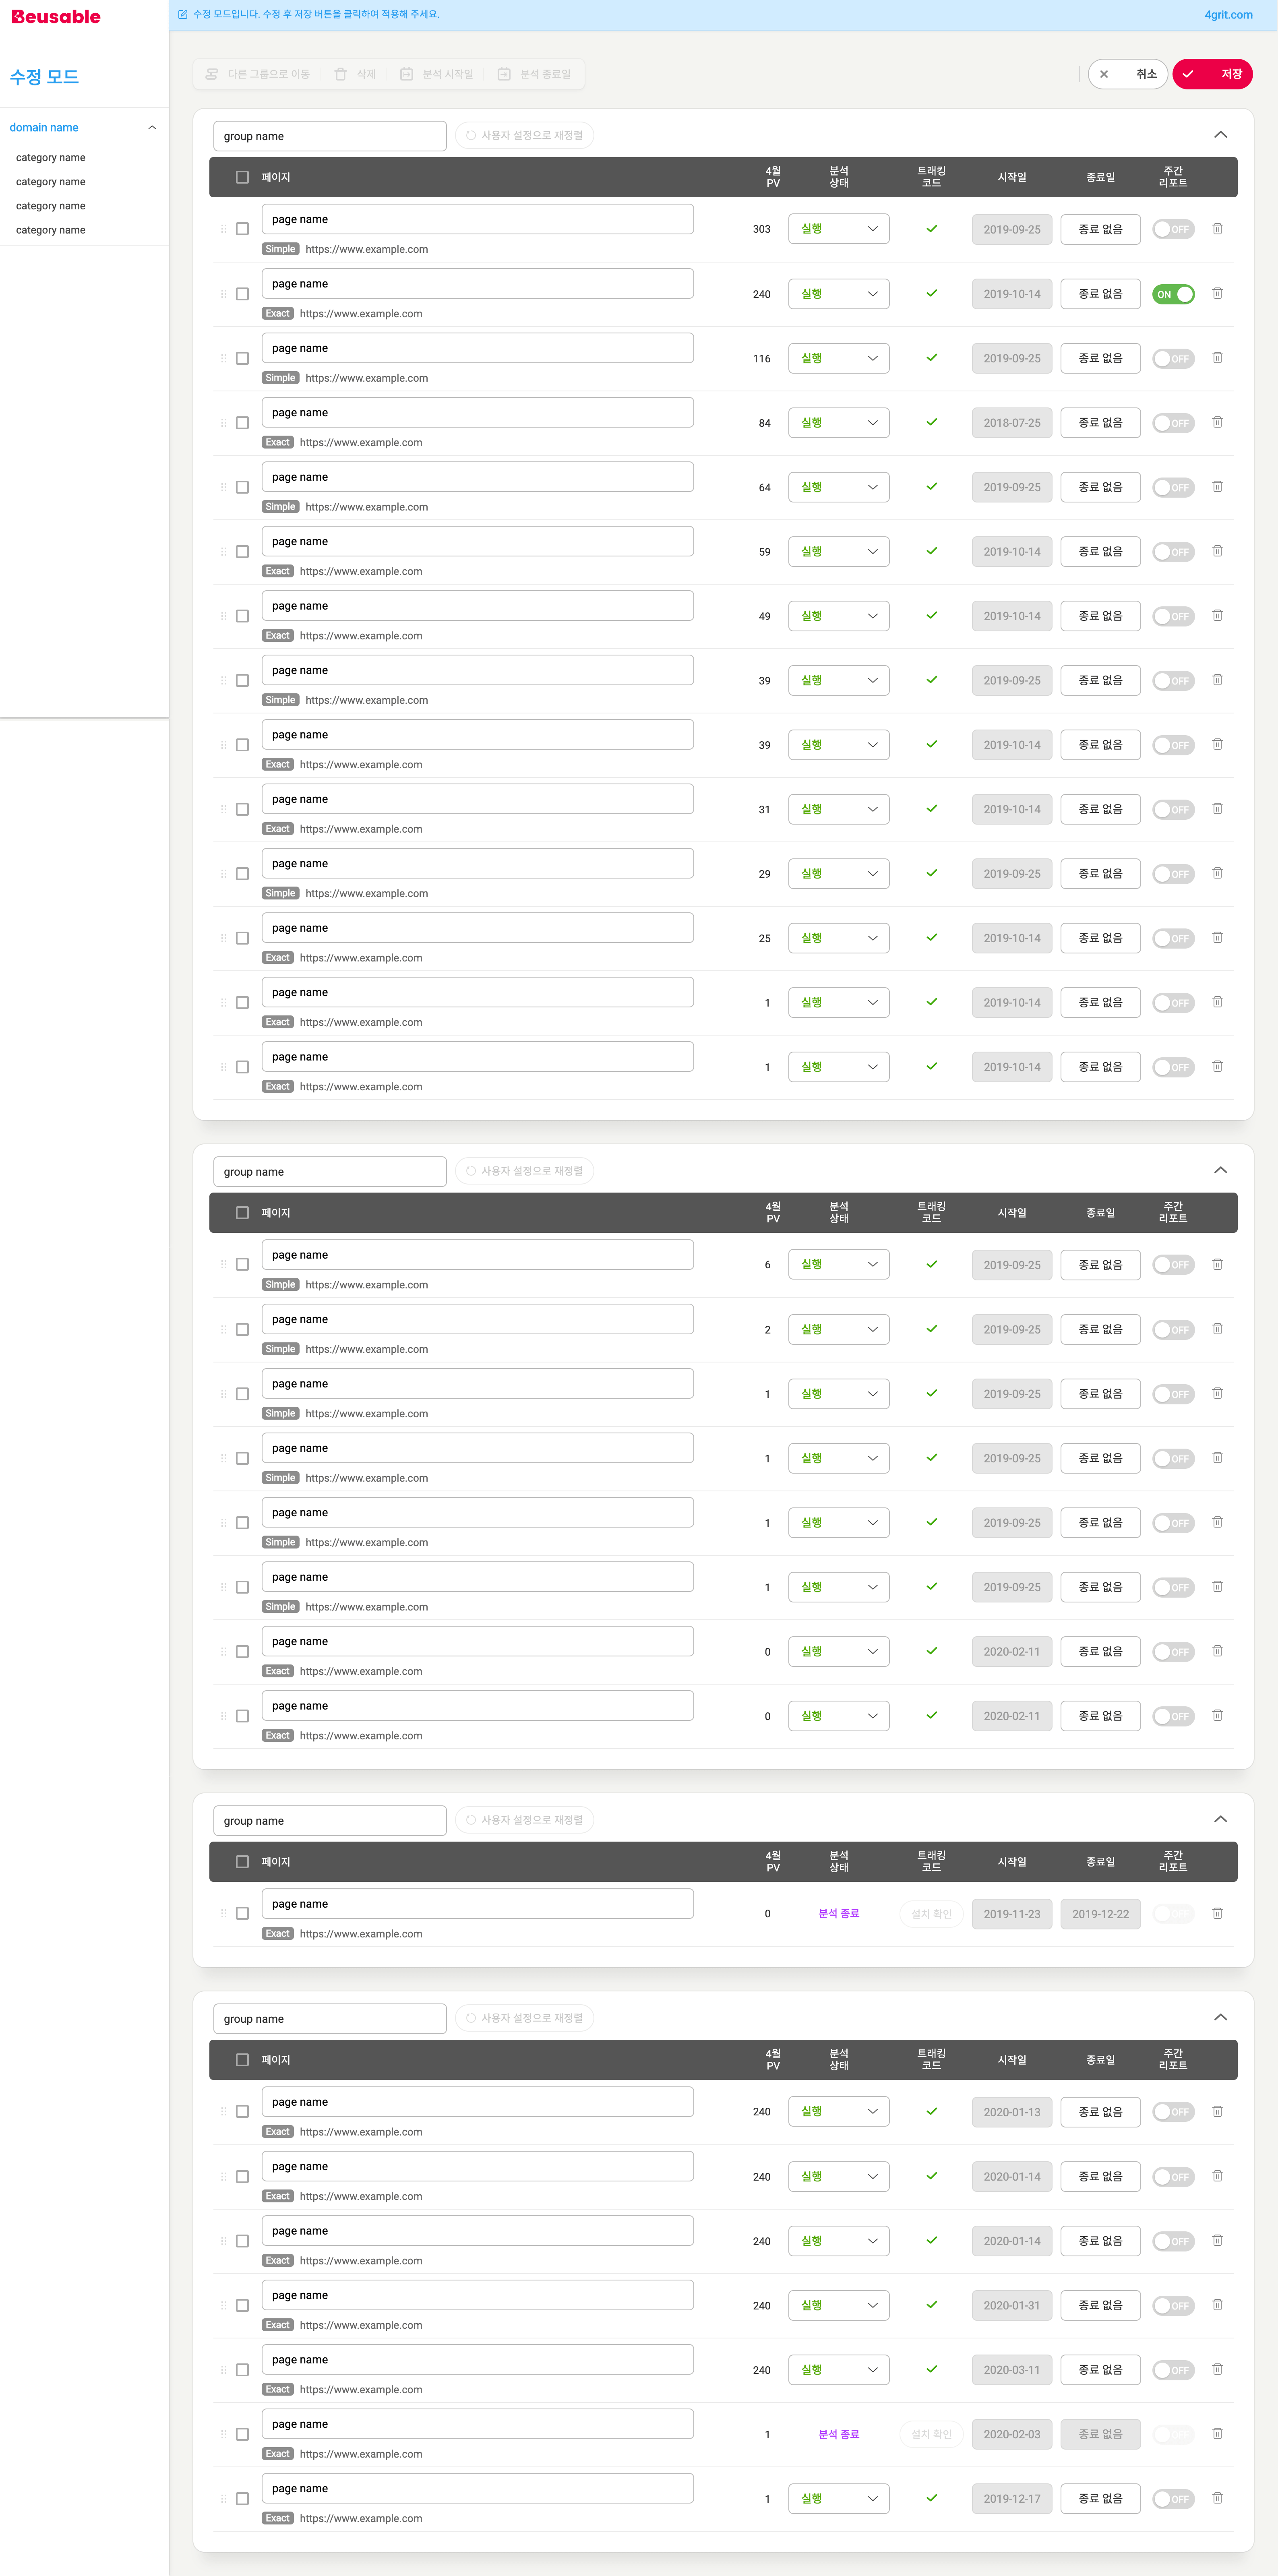 Beusable
수정 모드입니다. 수정 후 저장 버튼을 클릭하여 적용해 주세요.
4grit.com
수정 모드
domain name
category name
category name
category name
category name
다른 그룹으로 이동 삭제 분석 시작일 분석 종료일
취소 저장
group name 사용자 설정으로 재정렬
페이지 4월 PV 분석 상태 트래킹 코드 시작일 종료일 주간 리포트
page name
303 실행 2019-09-25 종료 없음 OFF
Simple https://www.example.com
page name
240 실행 2019-10-14 종료 없음 ON
Exact https://www.example.com
page name
116 실행 2019-09-25 종료 없음 OFF
Simple https://www.example.com
page name
84 실행 2018-07-25 종료 없음 OFF
Exact https://www.example.com
page name
64 실행 2019-09-25 종료 없음 OFF
Simple https://www.example.com
page name
59 실행 2019-10-14 종료 없음 OFF
Exact https://www.example.com
page name
49 실행 2019-10-14 종료 없음 OFF
Exact https://www.example.com
page name
39 실행 2019-09-25 종료 없음 OFF
Simple https://www.example.com
page name
39 실행 2019-10-14 종료 없음 OFF
Exact https://www.example.com
page name
31 실행 2019-10-14 종료 없음 OFF
Exact https://www.example.com
page name
29 실행 2019-09-25 종료 없음 OFF
Simple https://www.example.com
page name
25 실행 2019-10-14 종료 없음 OFF
Exact https://www.example.com
page name
1 실행 2019-10-14 종료 없음 OFF
Exact https://www.example.com
page name
1 실행 2019-10-14 종료 없음 OFF
Exact https://www.example.com
group name 사용자 설정으로 재정렬
페이지 4월 PV 분석 상태 트래킹 코드 시작일 종료일 주간 리포트
page name
6 실행 2019-09-25 종료 없음 OFF
Simple https://www.example.com
page name
2 실행 2019-09-25 종료 없음 OFF
Simple https://www.example.com
page name
1 실행 2019-09-25 종료 없음 OFF
Simple https://www.example.com
page name
1 실행 2019-09-25 종료 없음 OFF
Simple https://www.example.com
page name
1 실행 2019-09-25 종료 없음 OFF
Simple https://www.example.com
page name
1 실행 2019-09-25 종료 없음 OFF
Simple https://www.example.com
page name
0 실행 2020-02-11 종료 없음 OFF
Exact https://www.example.com
page name
0 실행 2020-02-11 종료 없음 OFF
Exact https://www.example.com
group name 사용자 설정으로 재정렬
페이지 4월 PV 분석 상태 트래킹 코드 시작일 종료일 주간 리포트
page name
0 분석 종료 설치 확인 2019-11-23 2019-12-22 OFF
Exact https://www.example.com
group name 사용자 설정으로 재정렬
페이지 4월 PV 분석 상태 트래킹 코드 시작일 종료일 주간 리포트
page name
240 실행 2020-01-13 종료 없음 OFF
Exact https://www.example.com
page name
240 실행 2020-01-14 종료 없음 OFF
Exact https://www.example.com
page name
240 실행 2020-01-14 종료 없음 OFF
Exact https://www.example.com
page name
240 실행 2020-01-31 종료 없음 OFF
Exact https://www.example.com
page name
240 실행 2020-03-11 종료 없음 OFF
Exact https://www.example.com
page name
1 분석 종료 설치 확인 2020-02-03 종료 없음 OFF
Exact https://www.example.com
page name
1 실행 2019-12-17 종료 없음 OFF
Exact https://www.example.com